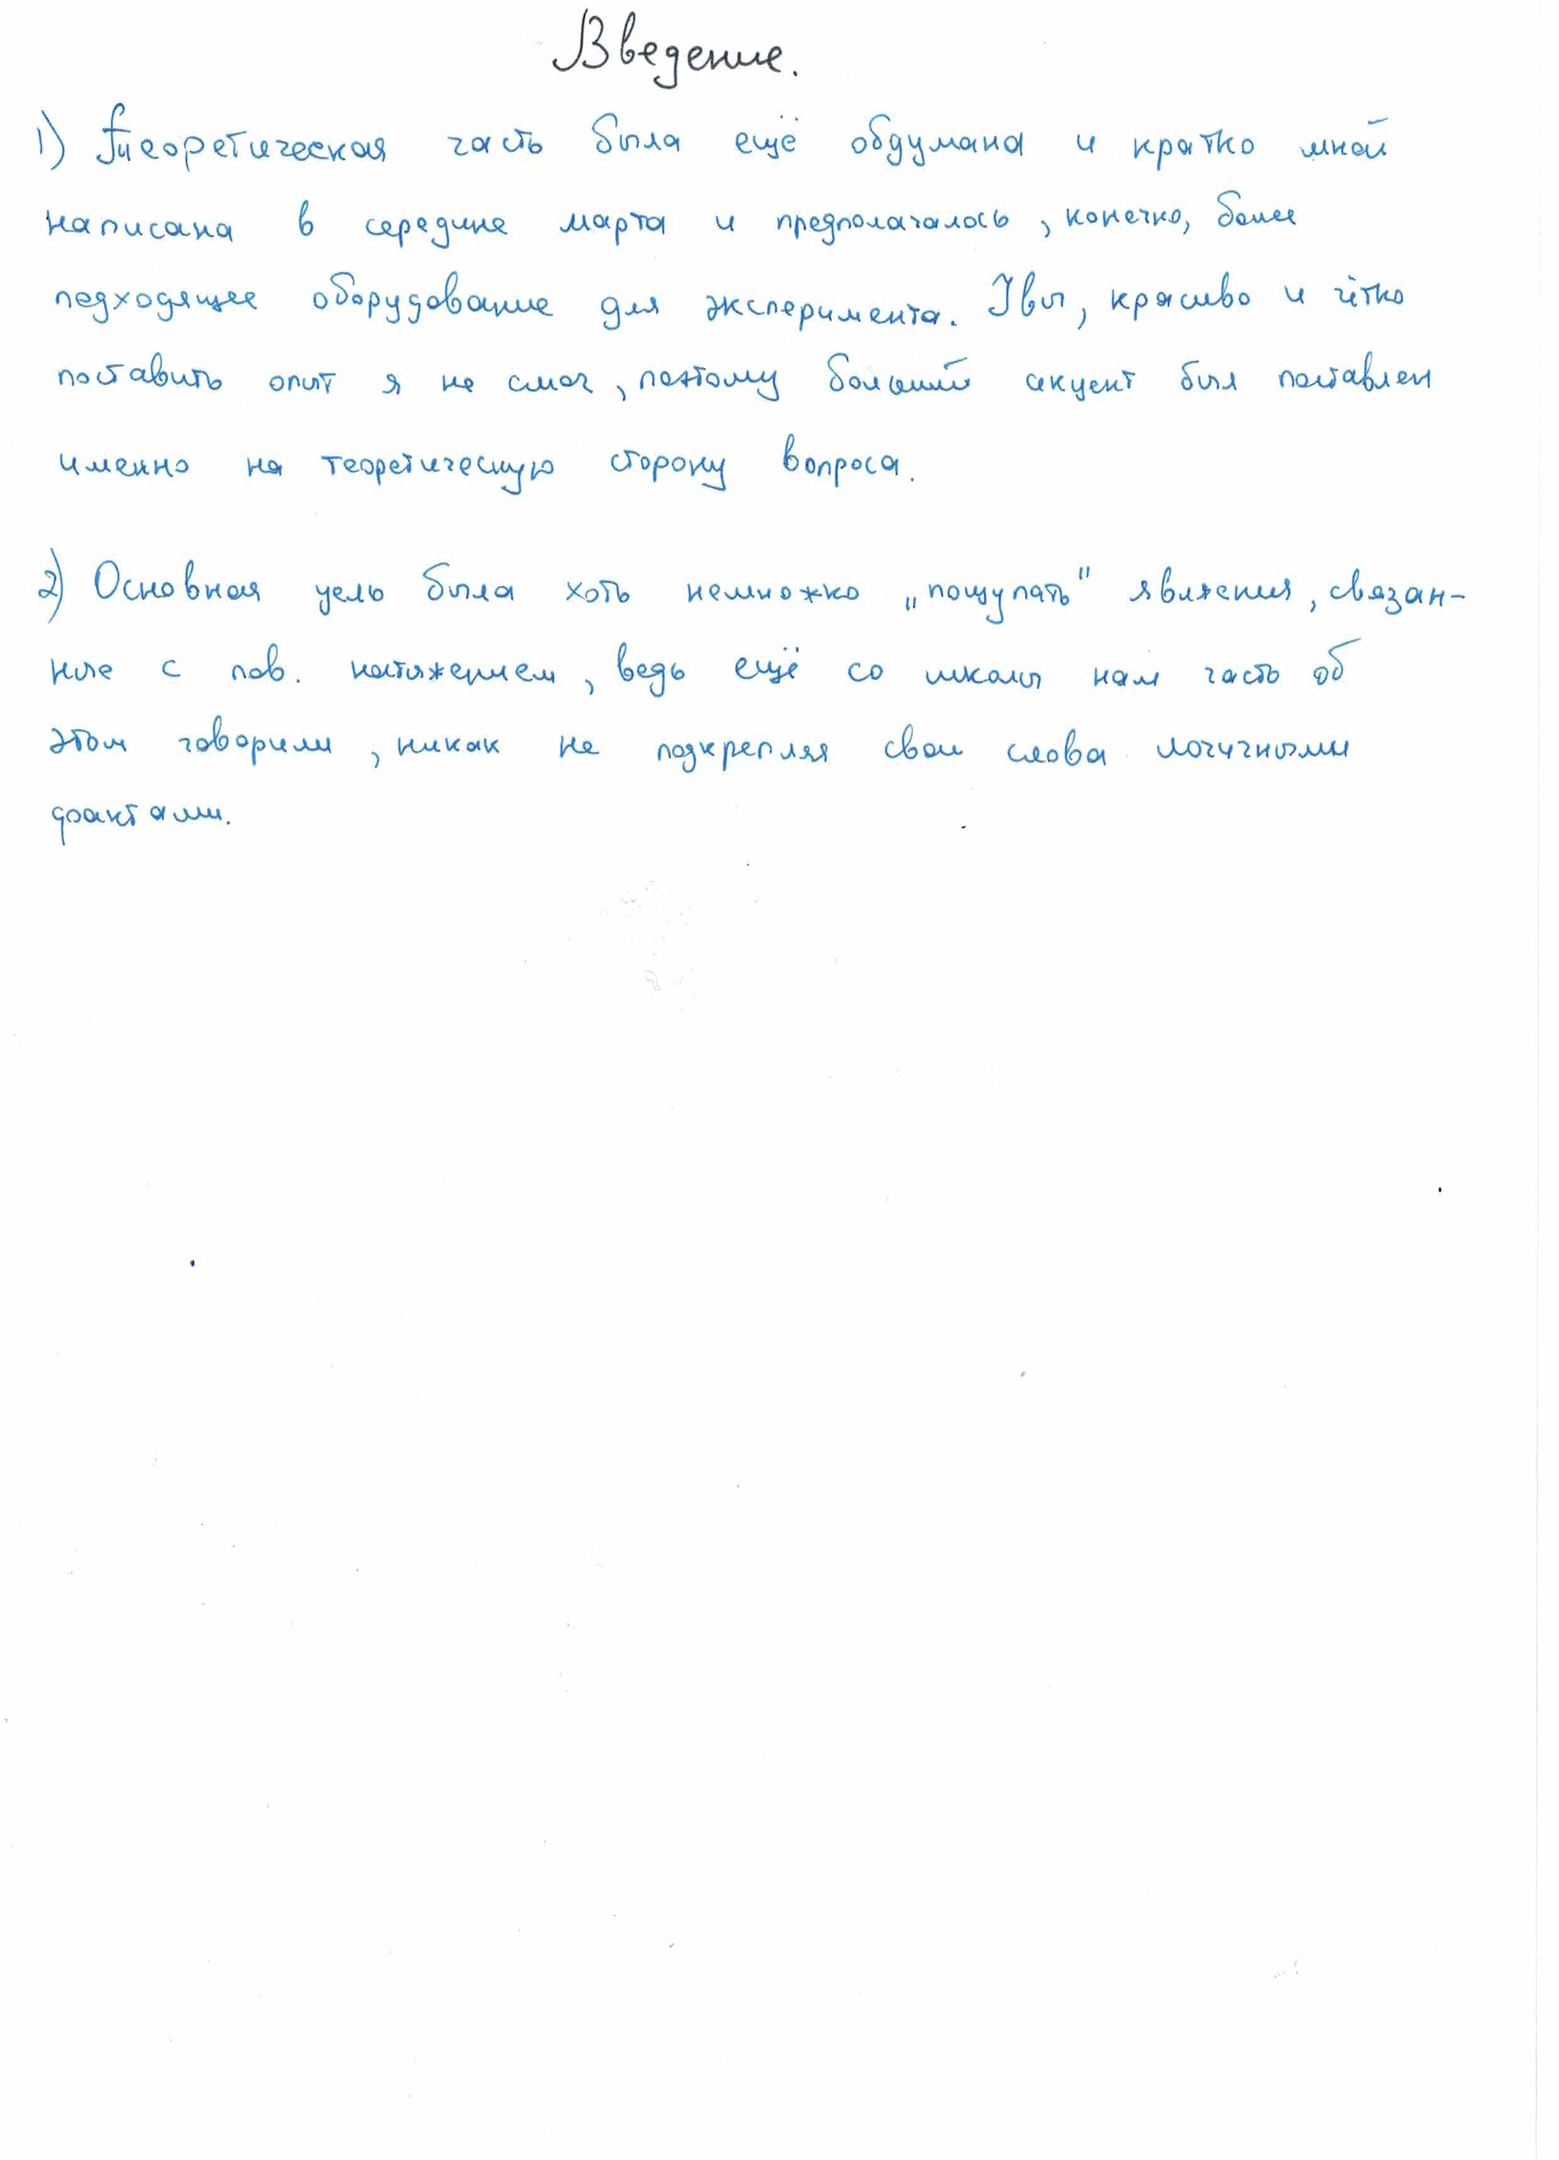 Введение.
1) Теоретическая часть была ещё обдумана и кратко мной
написана в середине марта и предполагалось, конечно, более
подходящее оборудование для эксперимента. Увы, красиво и чётко
поставить опыт я не смог, поэтому больший акцент был поставлен
именно на теоретическую сторону вопроса.
2) Основная цель была хоть немножко „пощупать" явления, связан-
ные с пов. натяжением, ведь ещё со школы нам часто об
этом говорили, никак не подкрепляя свои слова логичными
фактами.